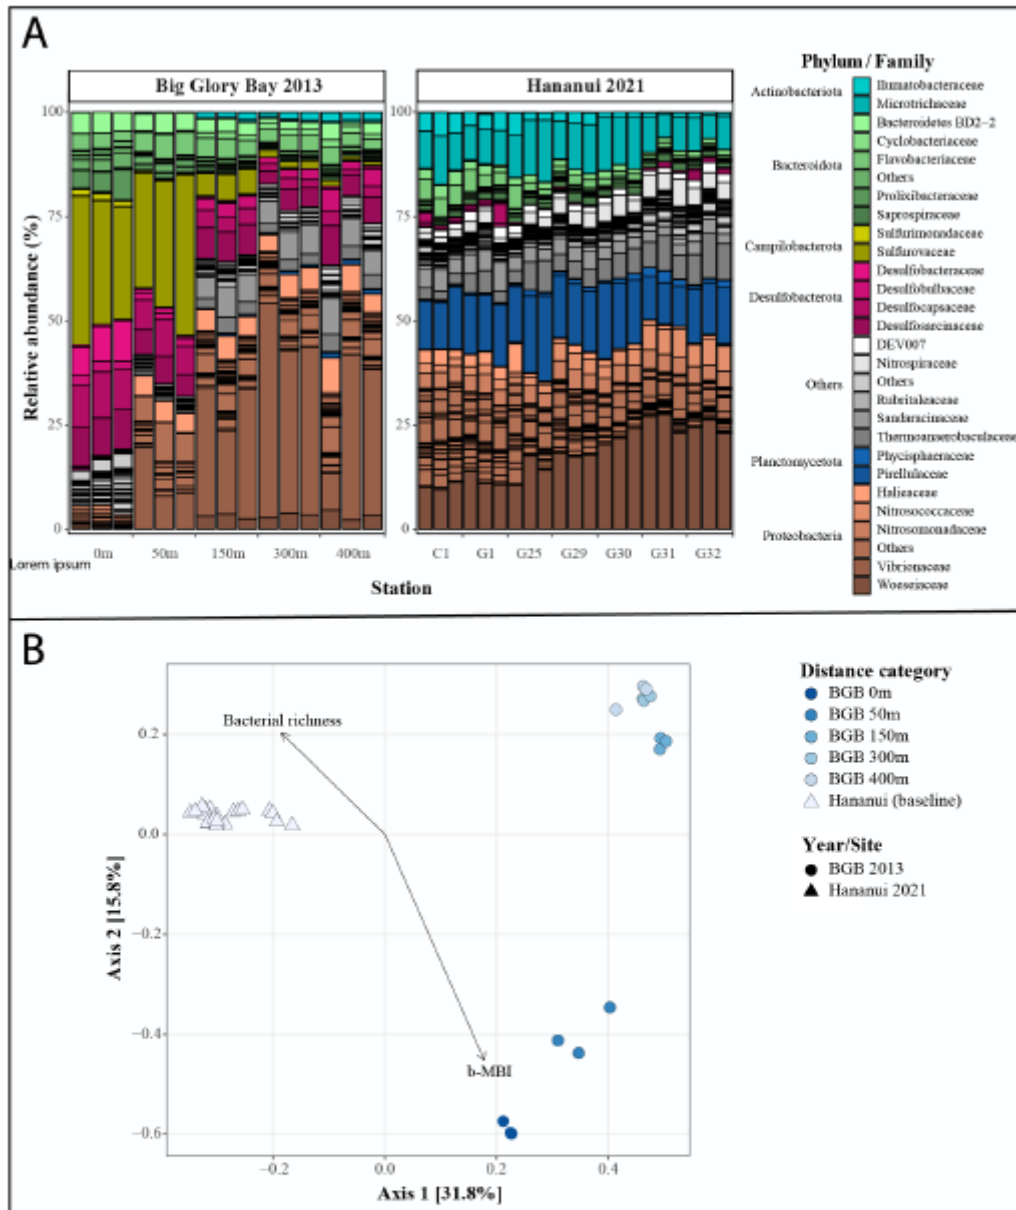 A
Big Glory Bay 2013
Hananui 2021
Relative abundance (%)
100
75
50
25
0
100
75
50
25
0
0m 50m 150m 300m 400m
C1 G1 G25 G29 G30 G31 G32
Lorem ipsum
Station
Phylum / Family
Actinobacteriota
Bacteroidota
Campilobacterota
Desulfobacterota
Others
Planctomycetota
Proteobacteria
Ilumatobacteraceae
Microtrichaceae
Bacteroidetes BD2-2
Cyclobacteriaceae
Flavobacteriaceae
Others
Prolixibacteraceae
Saprospiraceae
Sulfurimonadaceae
Sulfurovaceae
Desulfobacteraceae
Desulfobulbaceae
Desulfocapsaceae
Desulfosarcinaceae
DEV007
Nitrospiraceae
Others
Rubritaleaceae
Sandaracinaceae
Thermoanaerobaculaceae
Phycisphaeraceae
Pirellulaceae
Halieaceae
Nitrosococcaceae
Nitrosomonadaceae
Others
Vibrionaceae
Woeseiaceae
B
Bacterial richness
b-MBI
Axis 2 [15.8%]
0.2
0.0
−0.2
−0.4
−0.6
−0.2 0.0 0.2 0.4
Axis 1 [31.8%]
Distance category
BGB 0m
BGB 50m
BGB 150m
BGB 300m
BGB 400m
Hananui (baseline)
Year/Site
BGB 2013
Hananui 2021